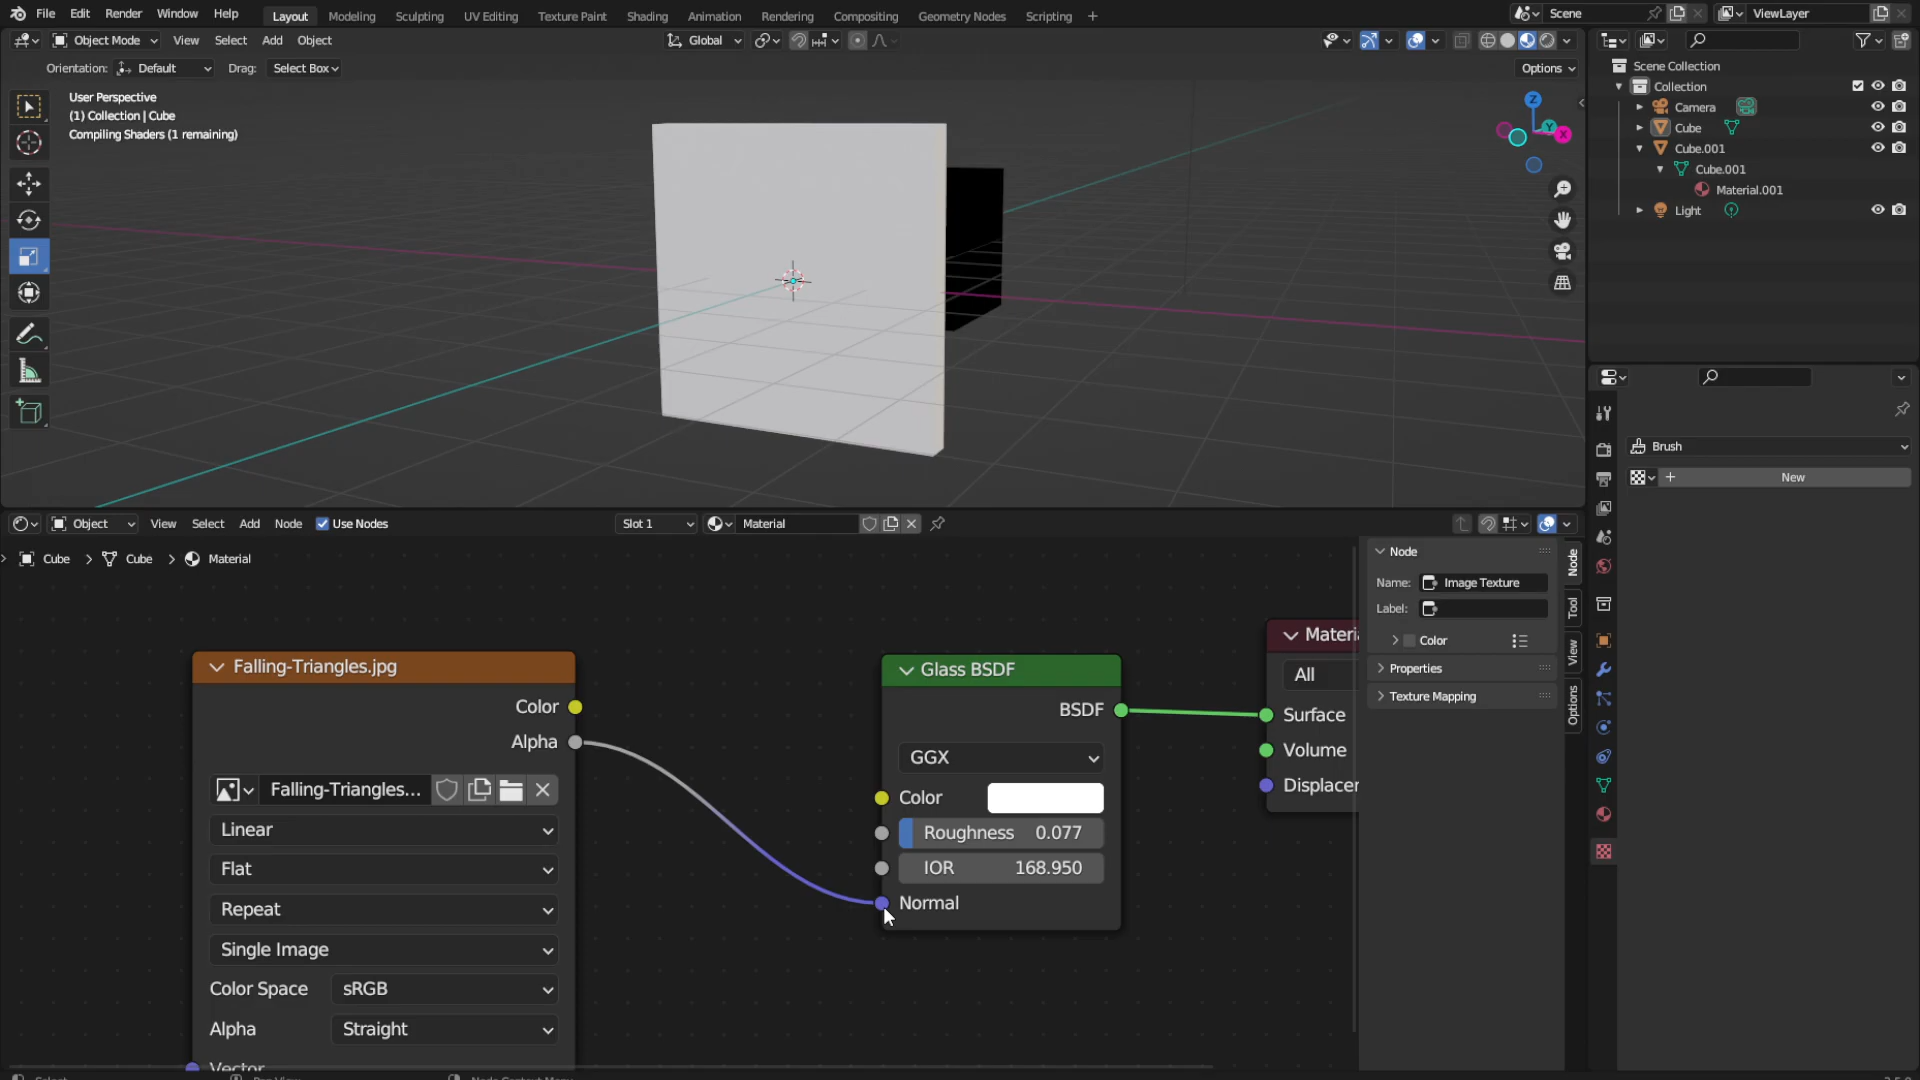 File Edit Render Window Help Layout Modeling Sculpting UV Editing Texture Paint Shading Animation Rendering Compositing Geometry Nodes Scripting + Scene ViewLayer
Object Mode View Select Add Object Global
Orientation: Default Drag: Select Box Options
User Perspective
(1) Collection | Cube
Compiling Shaders (1 remaining)
Z
Y
X
Scene Collection
Collection
Camera
Cube
Cube.001
Cube.001
Material.001
Light
Brush
+ New
Object View Select Add Node Use Nodes Slot 1 Material
Cube > Cube > Material
Falling-Triangles.jpg
Color
Alpha
Falling-Triangles...
Linear
Flat
Repeat
Single Image
Color Space sRGB
Alpha Straight
Vector
Glass BSDF
BSDF
GGX
Color
Roughness 0.077
IOR 168.950
Normal
Materi
All
Surface
Volume
Displacer
Node
Name: Image Texture
Label:
Color
Properties
Texture Mapping
Node
Tool
View
Options